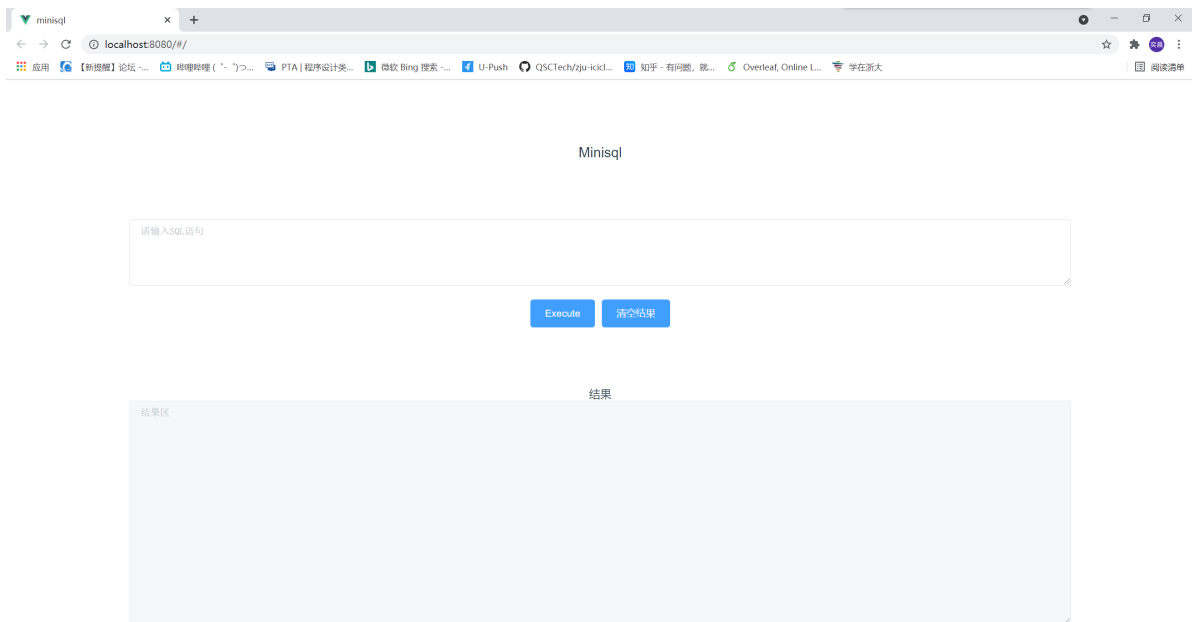 minisql
localhost:8080/#/
应用 【新提醒】论坛 -... 哔哩哔哩 ( ゜- ゜)つ... PTA | 程序设计类... 微软 Bing 搜索 -... U-Push QSCTech/zju-icicl... 知乎 - 有问题，就... Overleaf, Online L... 学在浙大 阅读清单
Minisql
请输入SQL语句
Execute 清空结果
结果
结果区